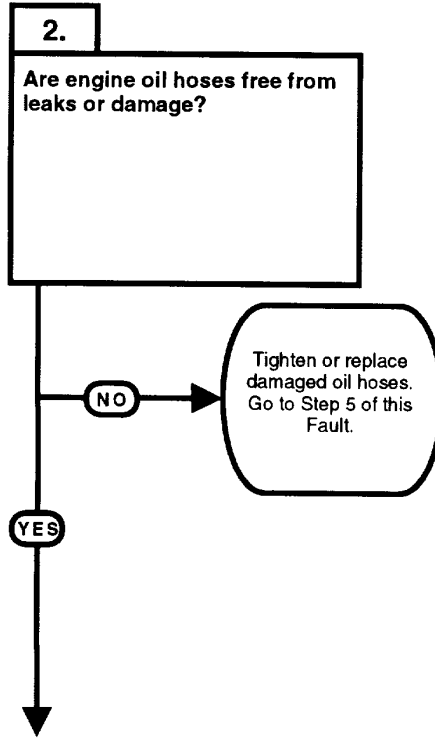 2.
Are engine oil hoses free from
leaks or damage?
Tighten or replace
damaged oil hoses.
Go to Step 5 of this
Fault.
NO
YES